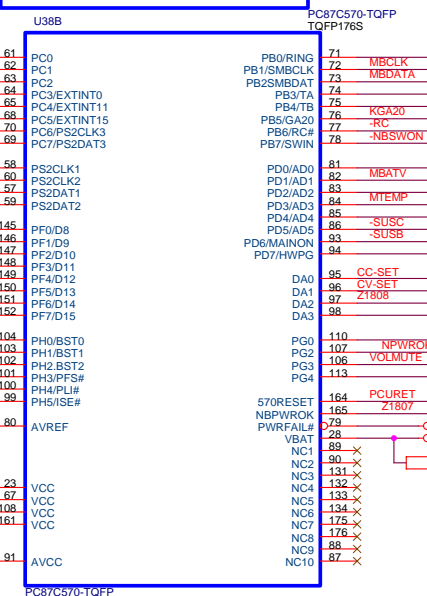 U38B
PC87C570-TQFP
TQFP176S
61 PC0 PB0/RING 71
62 PC1 PB1/SMBCLK 72 MBCLK
63 PC2 PB2SMBDAT 73 MBDATA
64 PC3/EXTINT0 PB3/TA 74
65 PC4/EXTINT11 PB4/TB 75
68 PC5/EXTINT15 PB5/GA20 76 KGA20
70 PC6/PS2CLK3 PB6/RC# 77 -RC
69 PC7/PS2DAT3 PB7/SWIN 78 -NBSWON
58 PS2CLK1 PD0/AD0 81
60 PS2CLK2 PD1/AD1 82 MBATV
57 PS2DAT1 PD2/AD2 83
59 PS2DAT2 PD3/AD3 84 MTEMP
PD4/AD4 85
145 PF0/D8 PD5/AD5 86 -SUSC
146 PF1/D9 PD6/MAINON 93 -SUSB
147 PF2/D10 PD7/HWPG 94
148 PF3/D11
149 PF4/D12 DA0 95 CC-SET
150 PF5/D13 DA1 96 CV-SET
151 PF6/D14 DA2 97 Z1808
152 PF7/D15 DA3 98
104 PH0/BST0 PG0 110
103 PH1/BST1 PG2 107 NPWROK
102 PH2.BST2 PG3 106 VOLMUTE
101 PH3/PFS# PG4 113
100 PH4/PLI#
99 PH5/ISE# 570RESET 164 PCURET
NBPWROK 165 Z1807
80 AVREF PWRFAIL# 79
VBAT 28
NC1 89
NC2 90
NC3 131
23 VCC NC4 132
67 VCC NC5 133
108 VCC NC6 134
161 VCC NC7 175
NC8 176
NC9 88
91 AVCC NC10 87
PC87C570-TQFP